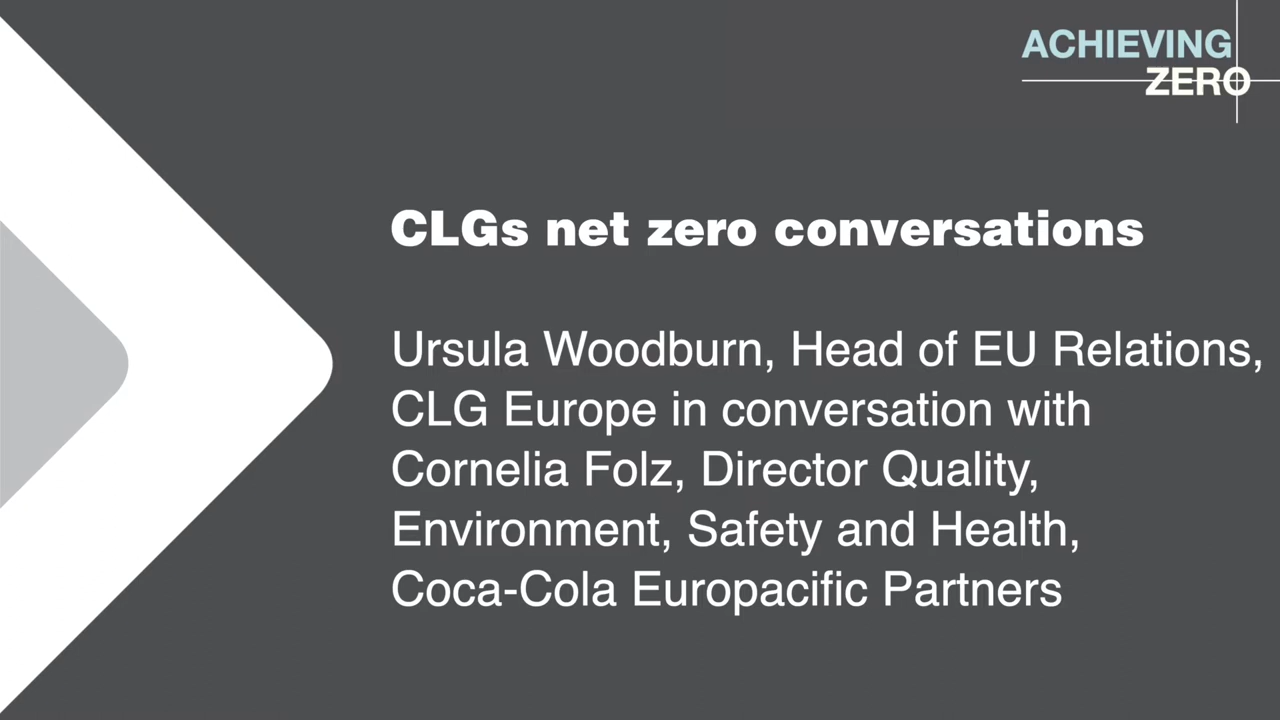 ACHIEVING
ZERO
CLGs net zero conversations
Ursula Woodburn, Head of EU Relations,
CLG Europe in conversation with
Cornelia Folz, Director Quality,
Environment, Safety and Health,
Coca-Cola Europacific Partners